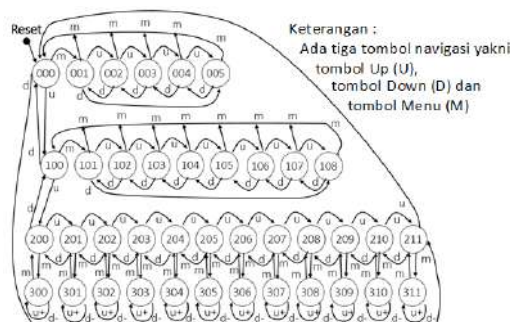 Reset
m m m m m
000 m 001 u 002 u 003 u 004 u 005
d d d d
d
d u
m m m m m m m m
100 m 101 u 102 u 103 u 104 u 105 u 106 u 107 u 108
d d d d d d d
d
d u
u u u u u u u u u u u u
200 201 202 203 204 205 206 207 208 209 210 211
d d d d d d d d d d d
m m m m m m m m m m m m
300 301 302 303 304 305 306 307 308 309 310 311
u+ u+ u+ u+ u+ u+ u+ u+ u+ u+ u+ u+
d- d- d- d- d- d- d- d- d- d- d- d-
Keterangan :
Ada tiga tombol navigasi yakni
tombol Up (U),
tombol Down (D) dan
tombol Menu (M)